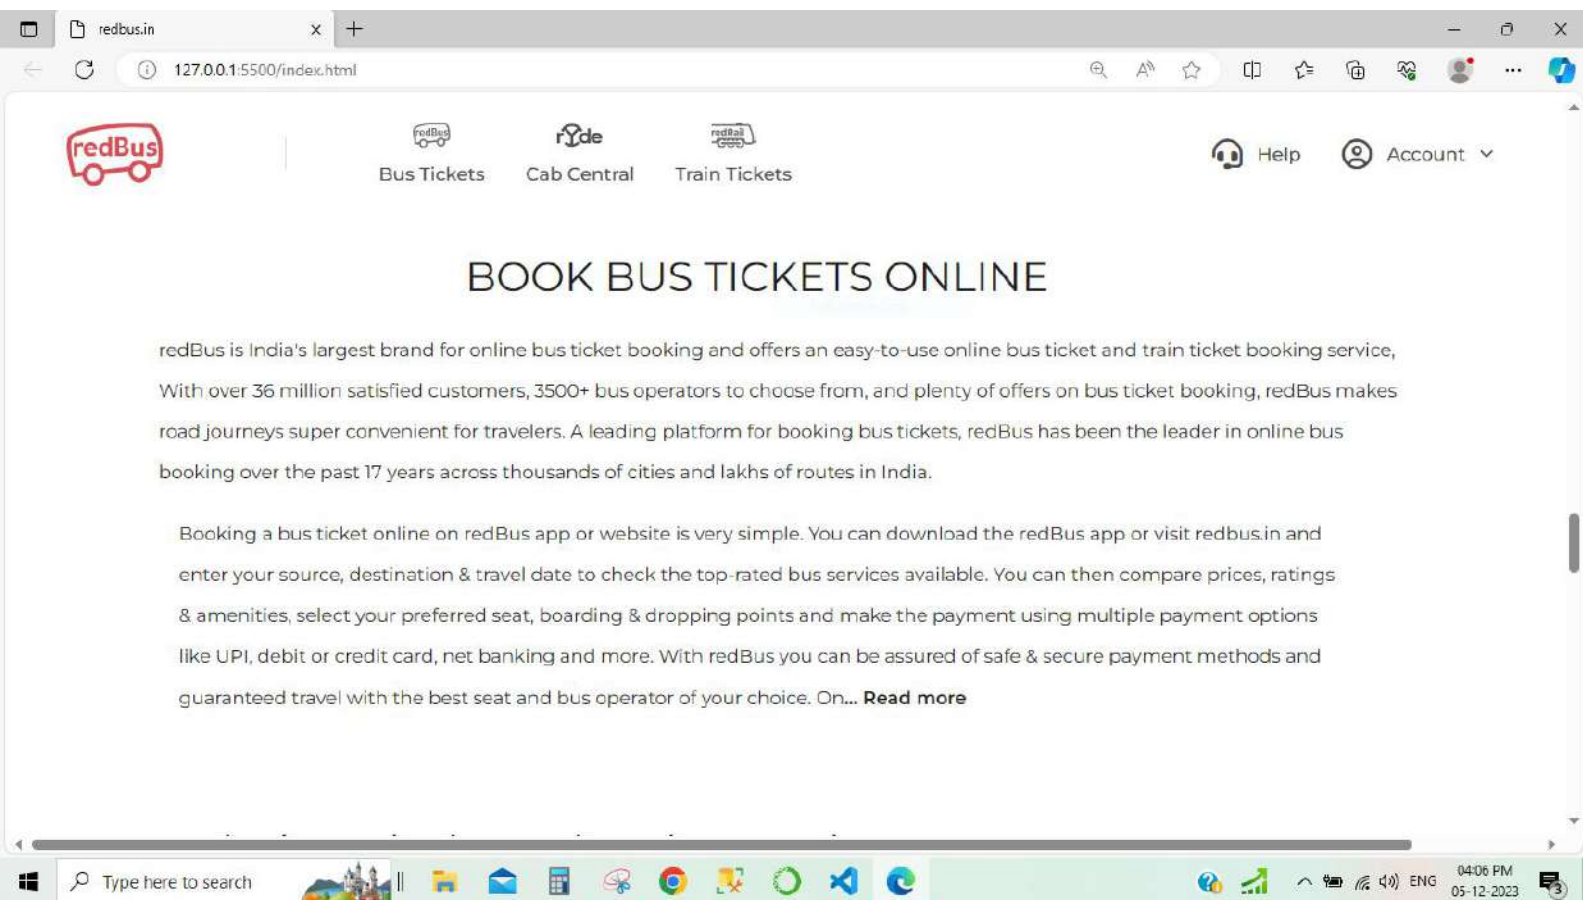 redbus.in
127.0.0.1:5500/index.html
redBus
redBus
Bus Tickets
rYde
Cab Central
redRail
Train Tickets
Help
Account
BOOK BUS TICKETS ONLINE
redBus is India's largest brand for online bus ticket booking and offers an easy-to-use online bus ticket and train ticket booking service,
With over 36 million satisfied customers, 3500+ bus operators to choose from, and plenty of offers on bus ticket booking, redBus makes
road journeys super convenient for travelers. A leading platform for booking bus tickets, redBus has been the leader in online bus
booking over the past 17 years across thousands of cities and lakhs of routes in India.
Booking a bus ticket online on redBus app or website is very simple. You can download the redBus app or visit redbus.in and
enter your source, destination & travel date to check the top-rated bus services available. You can then compare prices, ratings
& amenities, select your preferred seat, boarding & dropping points and make the payment using multiple payment options
like UPI, debit or credit card, net banking and more. With redBus you can be assured of safe & secure payment methods and
guaranteed travel with the best seat and bus operator of your choice. On... Read more
Type here to search
ENG
04:06 PM
05-12-2023
3